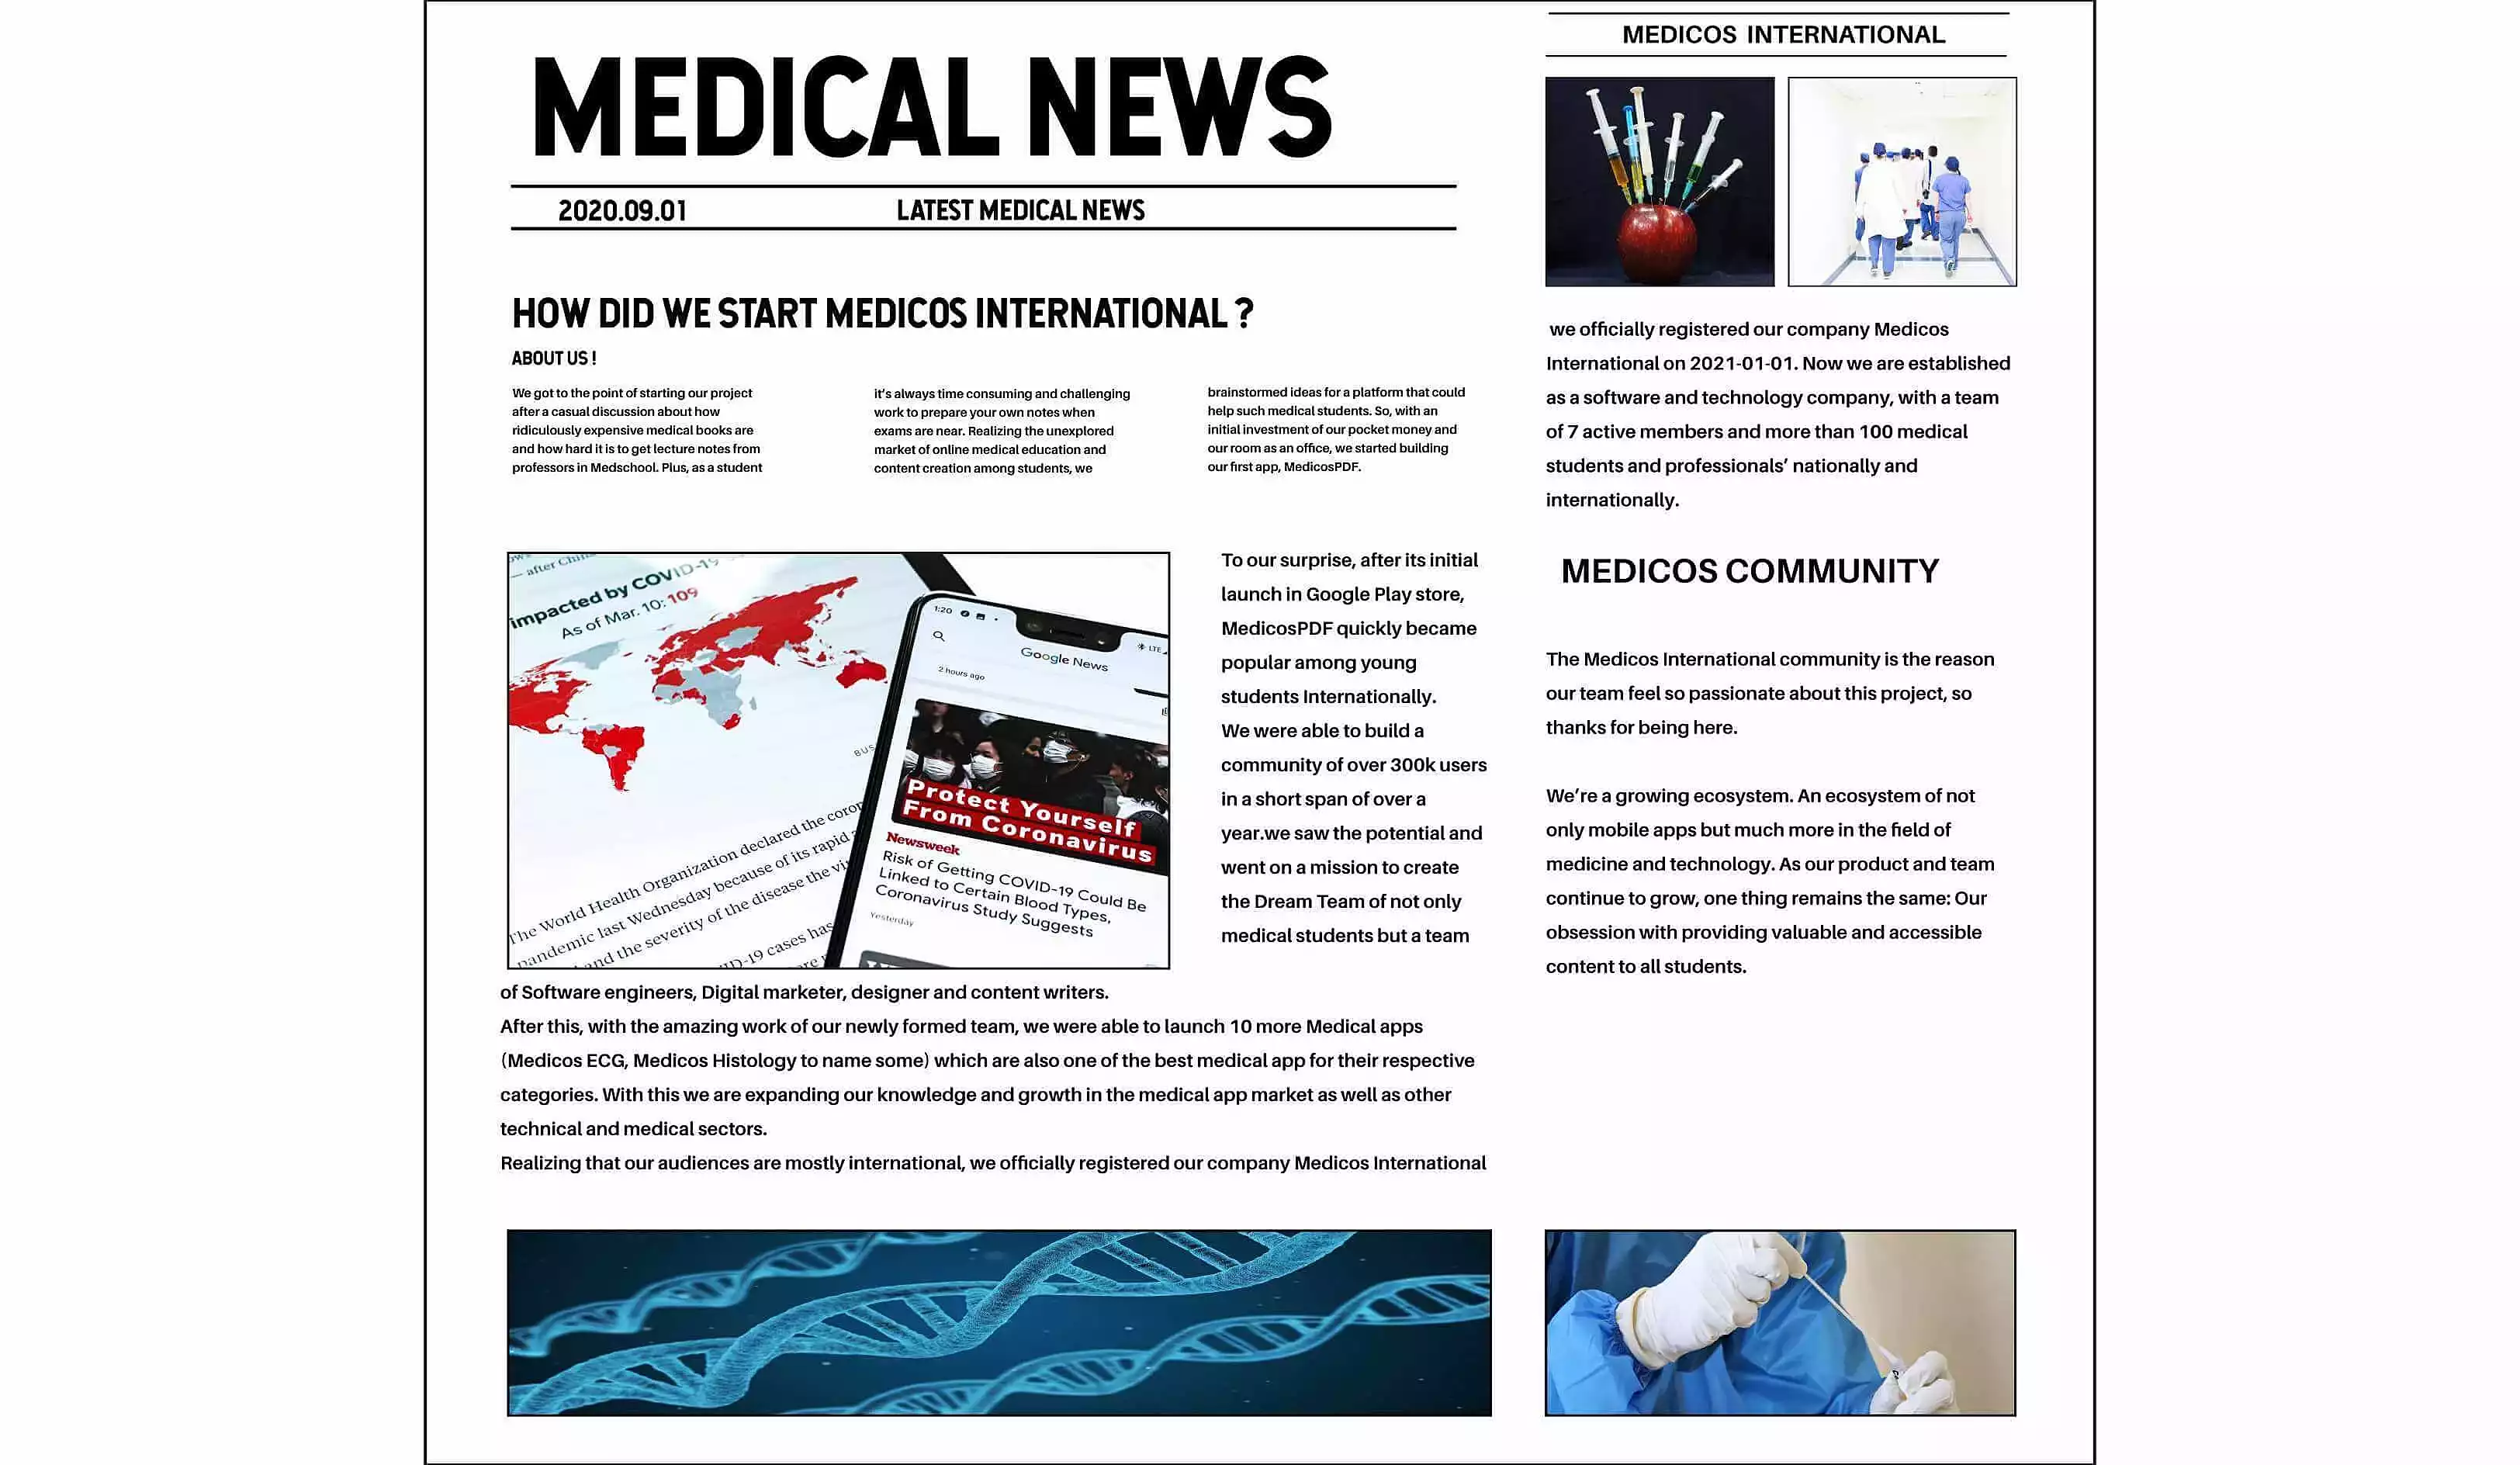 MEDICAL NEWS
2020.09.01
LATEST MEDICAL NEWS
HOW DID WE START MEDICOS INTERNATIONAL ?
ABOUT US !
We got to the point of starting our project
after a casual discussion about how
ridiculously expensive medical books are
and how hard it is to get lecture notes from
professors in Medschool. Plus, as a student
it's always time consuming and challenging
work to prepare your own notes when
exams are near. Realizing the unexplored
market of online medical education and
content creation among students, we
brainstormed ideas for a platform that could
help such medical students. So, with an
initial investment of our pocket money and
our room as an office, we started building
our first app, MedicosPDF.
— after China
impacted by COVID-19
As of Mar. 10: 109
BUS
The World Health Organization declared the coron
pandemic last Wednesday because of its rapid
and the severity of the disease the vi
ID-19 cases has
1:20
LTE
Google News
2 hours ago
Protect Yourself
From Coronavirus
Newsweek
Risk of Getting COVID-19 Could Be
Linked to Certain Blood Types,
Coronavirus Study Suggests
Yesterday
To our surprise, after its initial
launch in Google Play store,
MedicosPDF quickly became
popular among young
students Internationally.
We were able to build a
community of over 300k users
in a short span of over a
year.we saw the potential and
went on a mission to create
the Dream Team of not only
medical students but a team
of Software engineers, Digital marketer, designer and content writers.
After this, with the amazing work of our newly formed team, we were able to launch 10 more Medical apps
(Medicos ECG, Medicos Histology to name some) which are also one of the best medical app for their respective
categories. With this we are expanding our knowledge and growth in the medical app market as well as other
technical and medical sectors.
Realizing that our audiences are mostly international, we officially registered our company Medicos International
MEDICOS INTERNATIONAL
we officially registered our company Medicos
International on 2021-01-01. Now we are established
as a software and technology company, with a team
of 7 active members and more than 100 medical
students and professionals' nationally and
internationally.
MEDICOS COMMUNITY
The Medicos International community is the reason
our team feel so passionate about this project, so
thanks for being here.
We're a growing ecosystem. An ecosystem of not
only mobile apps but much more in the field of
medicine and technology. As our product and team
continue to grow, one thing remains the same: Our
obsession with providing valuable and accessible
content to all students.